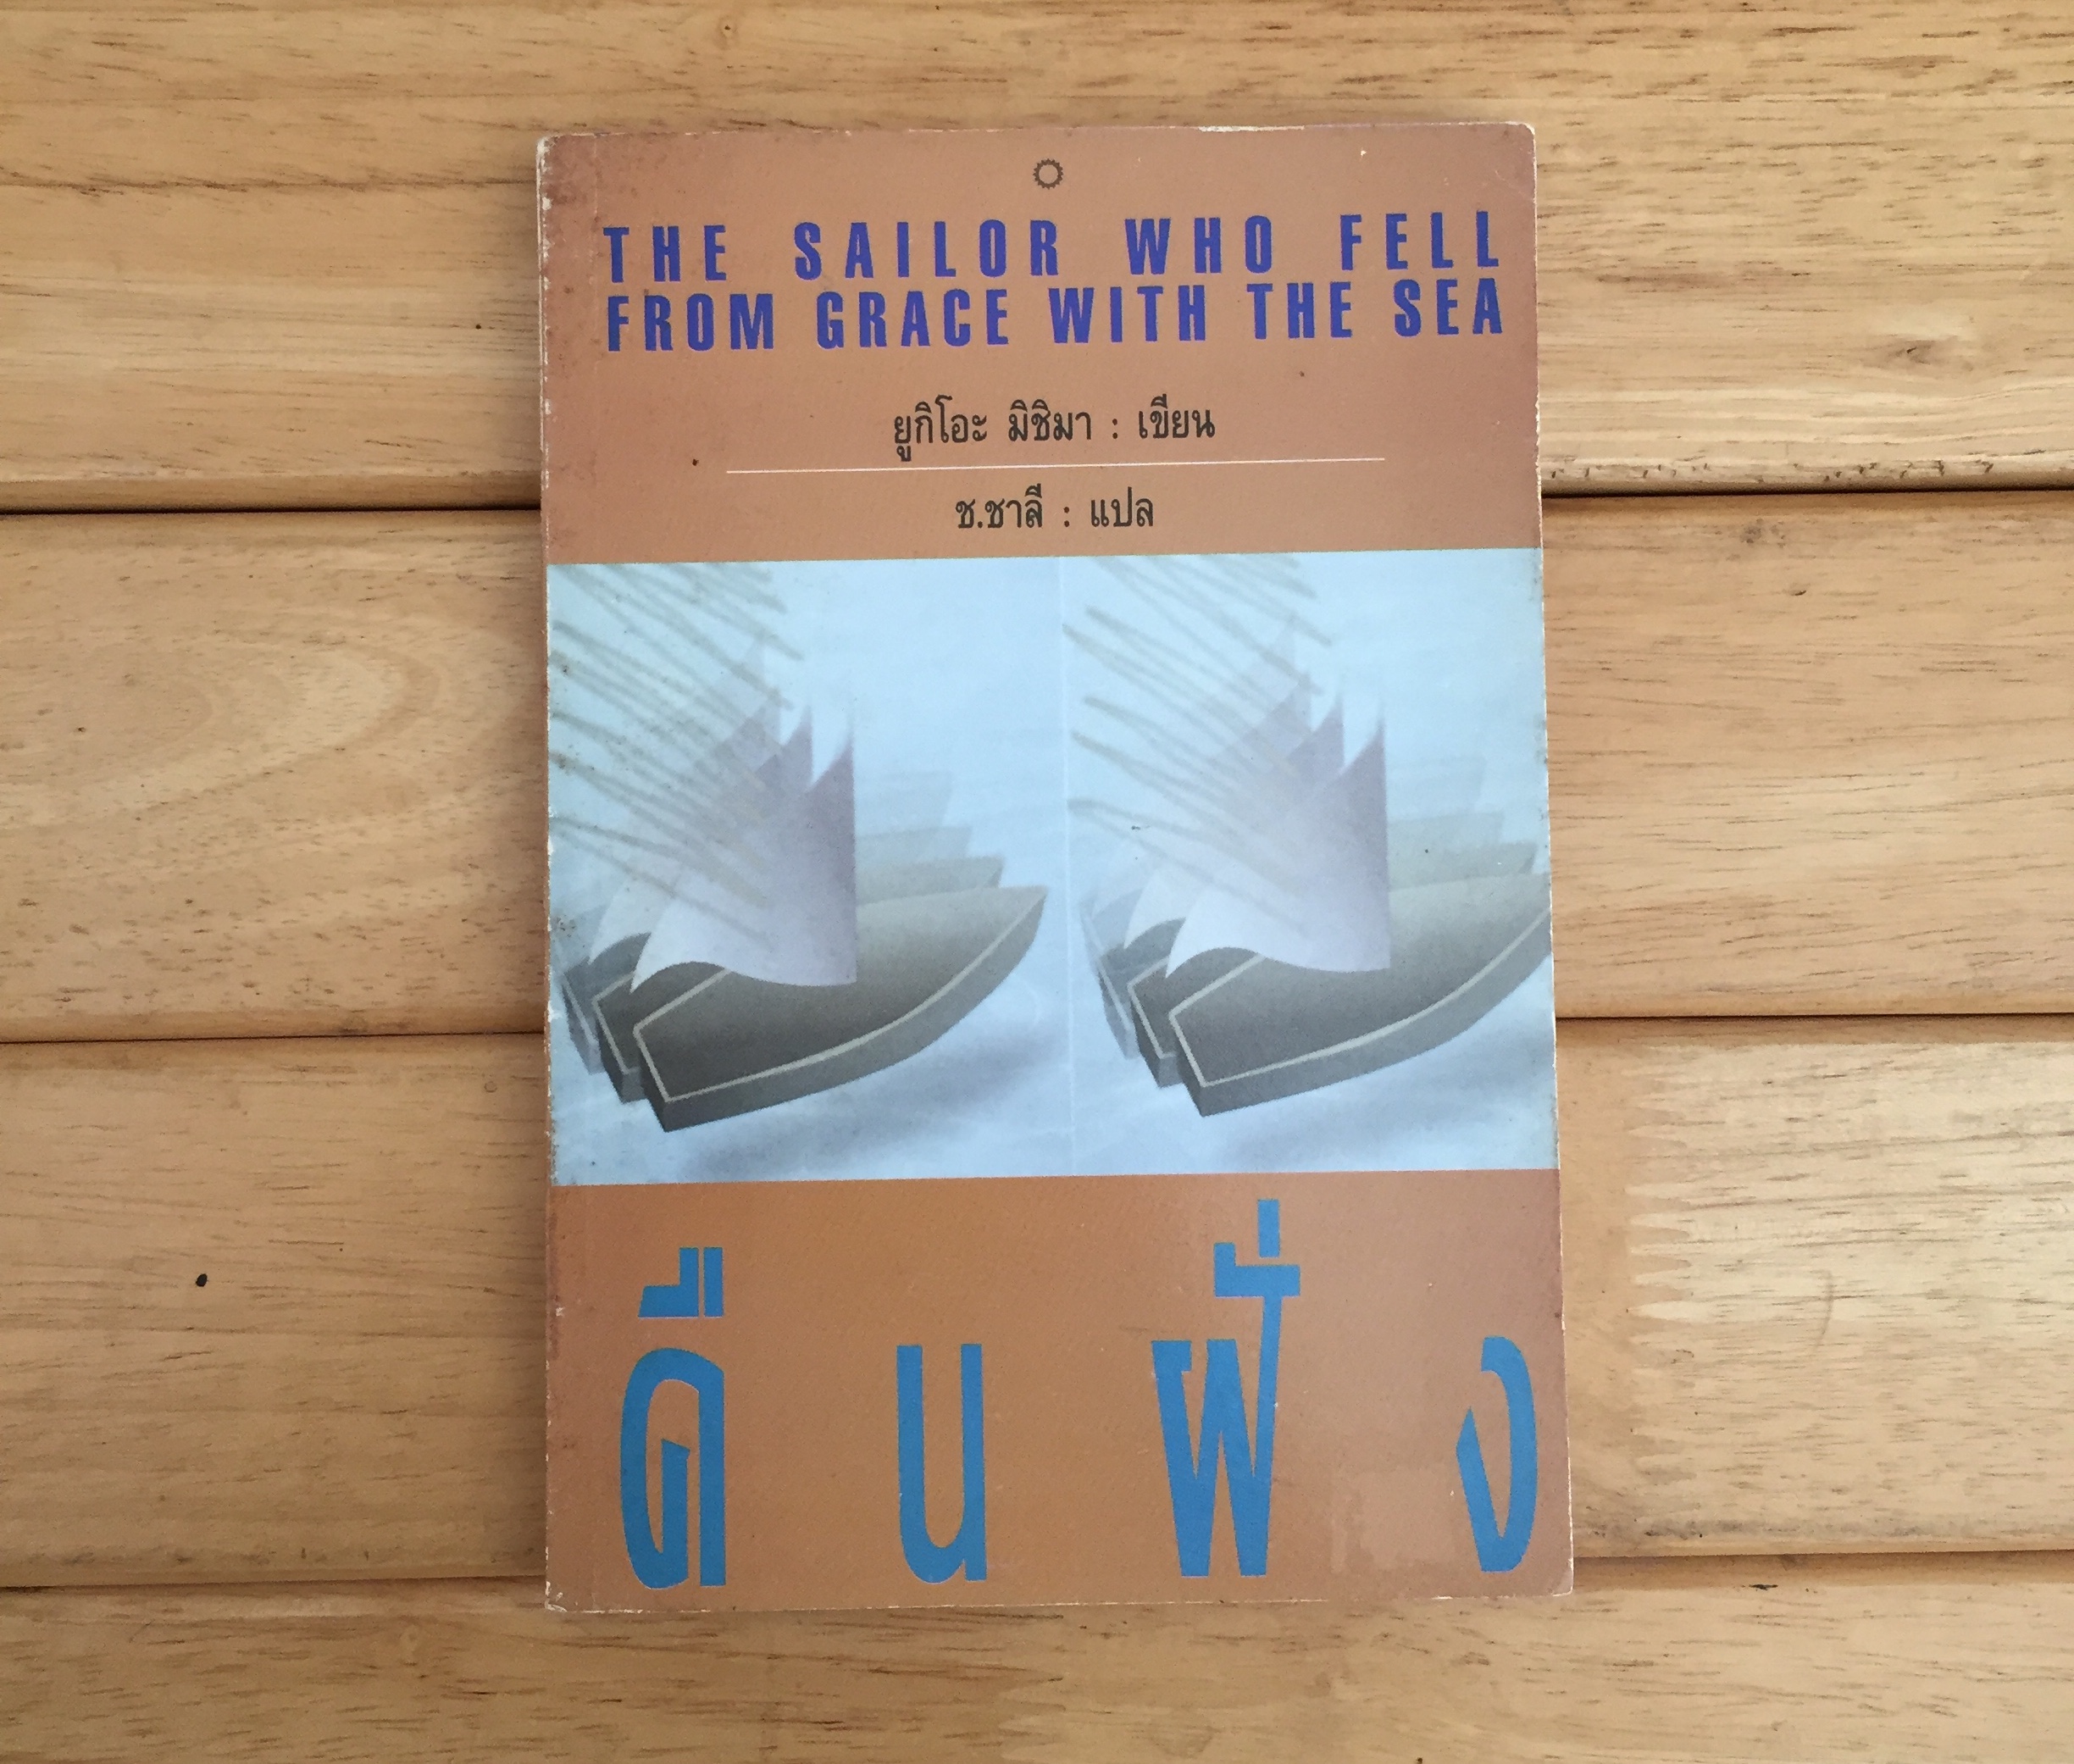 THE SAILOR WHO FELL
FROM GRACE WITH THE SEA
ยูกิโอะ มิชิมา : เขียน
ช.ชาลี : แปล
คืนฝั่ง